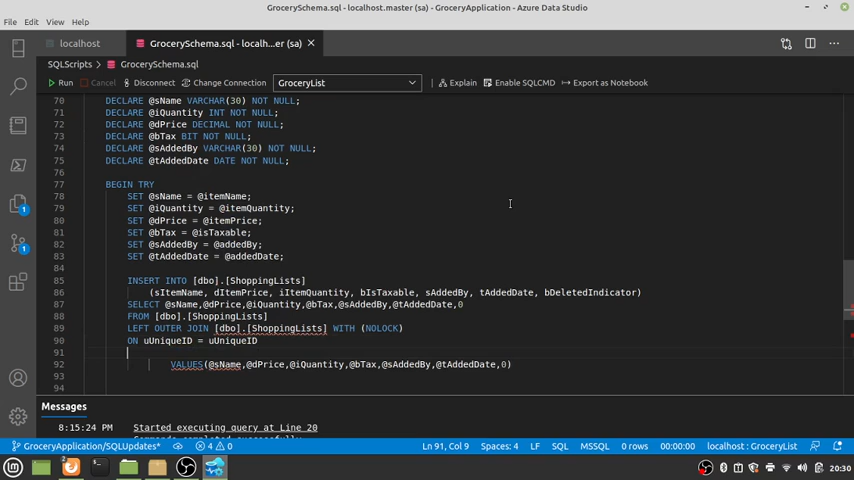 GrocerySchema.sql - localhost.master (sa) - GroceryApplication - Azure Data Studio
File Edit View Help
localhost
GrocerySchema.sql - localh...er (sa)
SQLScripts > GrocerySchema.sql
Run Cancel Disconnect Change Connection GroceryList Explain Enable SQLCMD Export as Notebook
70 DECLARE @sName VARCHAR(30) NOT NULL;
71 DECLARE @iQuantity INT NOT NULL;
72 DECLARE @dPrice DECIMAL NOT NULL;
73 DECLARE @bTax BIT NOT NULL;
74 DECLARE @sAddedBy VARCHAR(30) NOT NULL;
75 DECLARE @tAddedDate DATE NOT NULL;
76
77 BEGIN TRY
78 SET @sName = @itemName;
79 SET @iQuantity = @itemQuantity;
80 SET @dPrice = @itemPrice;
81 SET @bTax = @isTaxable;
82 SET @sAddedBy = @addedBy;
83 SET @tAddedDate = @addedDate;
84
85 INSERT INTO [dbo].[ShoppingLists]
86 (sItemName, dItemPrice, iItemQuantity, bIsTaxable, sAddedBy, tAddedDate, bDeletedIndicator)
87 SELECT @sName,@dPrice,@iQuantity,@bTax,@sAddedBy,@tAddedDate,0
88 FROM [dbo].[ShoppingLists]
89 LEFT OUTER JOIN [dbo].[ShoppingLists] WITH (NOLOCK)
90 ON uUniqueID = uUniqueID
91
92 VALUES(@sName,@dPrice,@iQuantity,@bTax,@sAddedBy,@tAddedDate,0)
93
94
Messages
8:15:24 PM Started executing query at Line 20
Commands completed successfully.
GroceryApplication/SQLUpdates* 4 0 Ln 91, Col 9 Spaces: 4 LF SQL MSSQL 0 rows 00:00:00 localhost : GroceryList
1
1
2
20:30